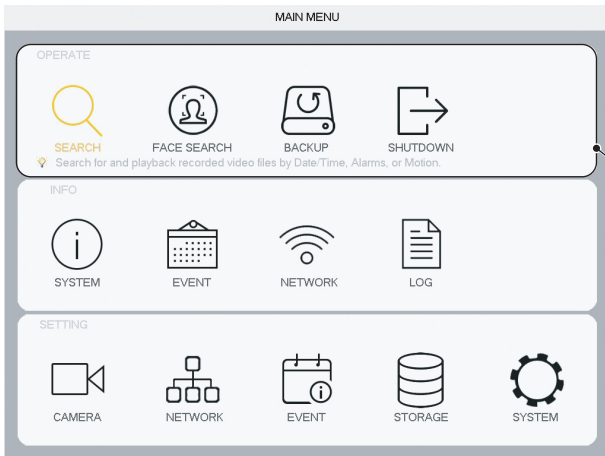 MAIN MENU
OPERATE
SEARCH FACE SEARCH BACKUP SHUTDOWN
Search for and playback recorded video files by Date/Time, Alarms, or Motion.
INFO
SYSTEM EVENT NETWORK LOG
SETTING
CAMERA NETWORK EVENT STORAGE SYSTEM